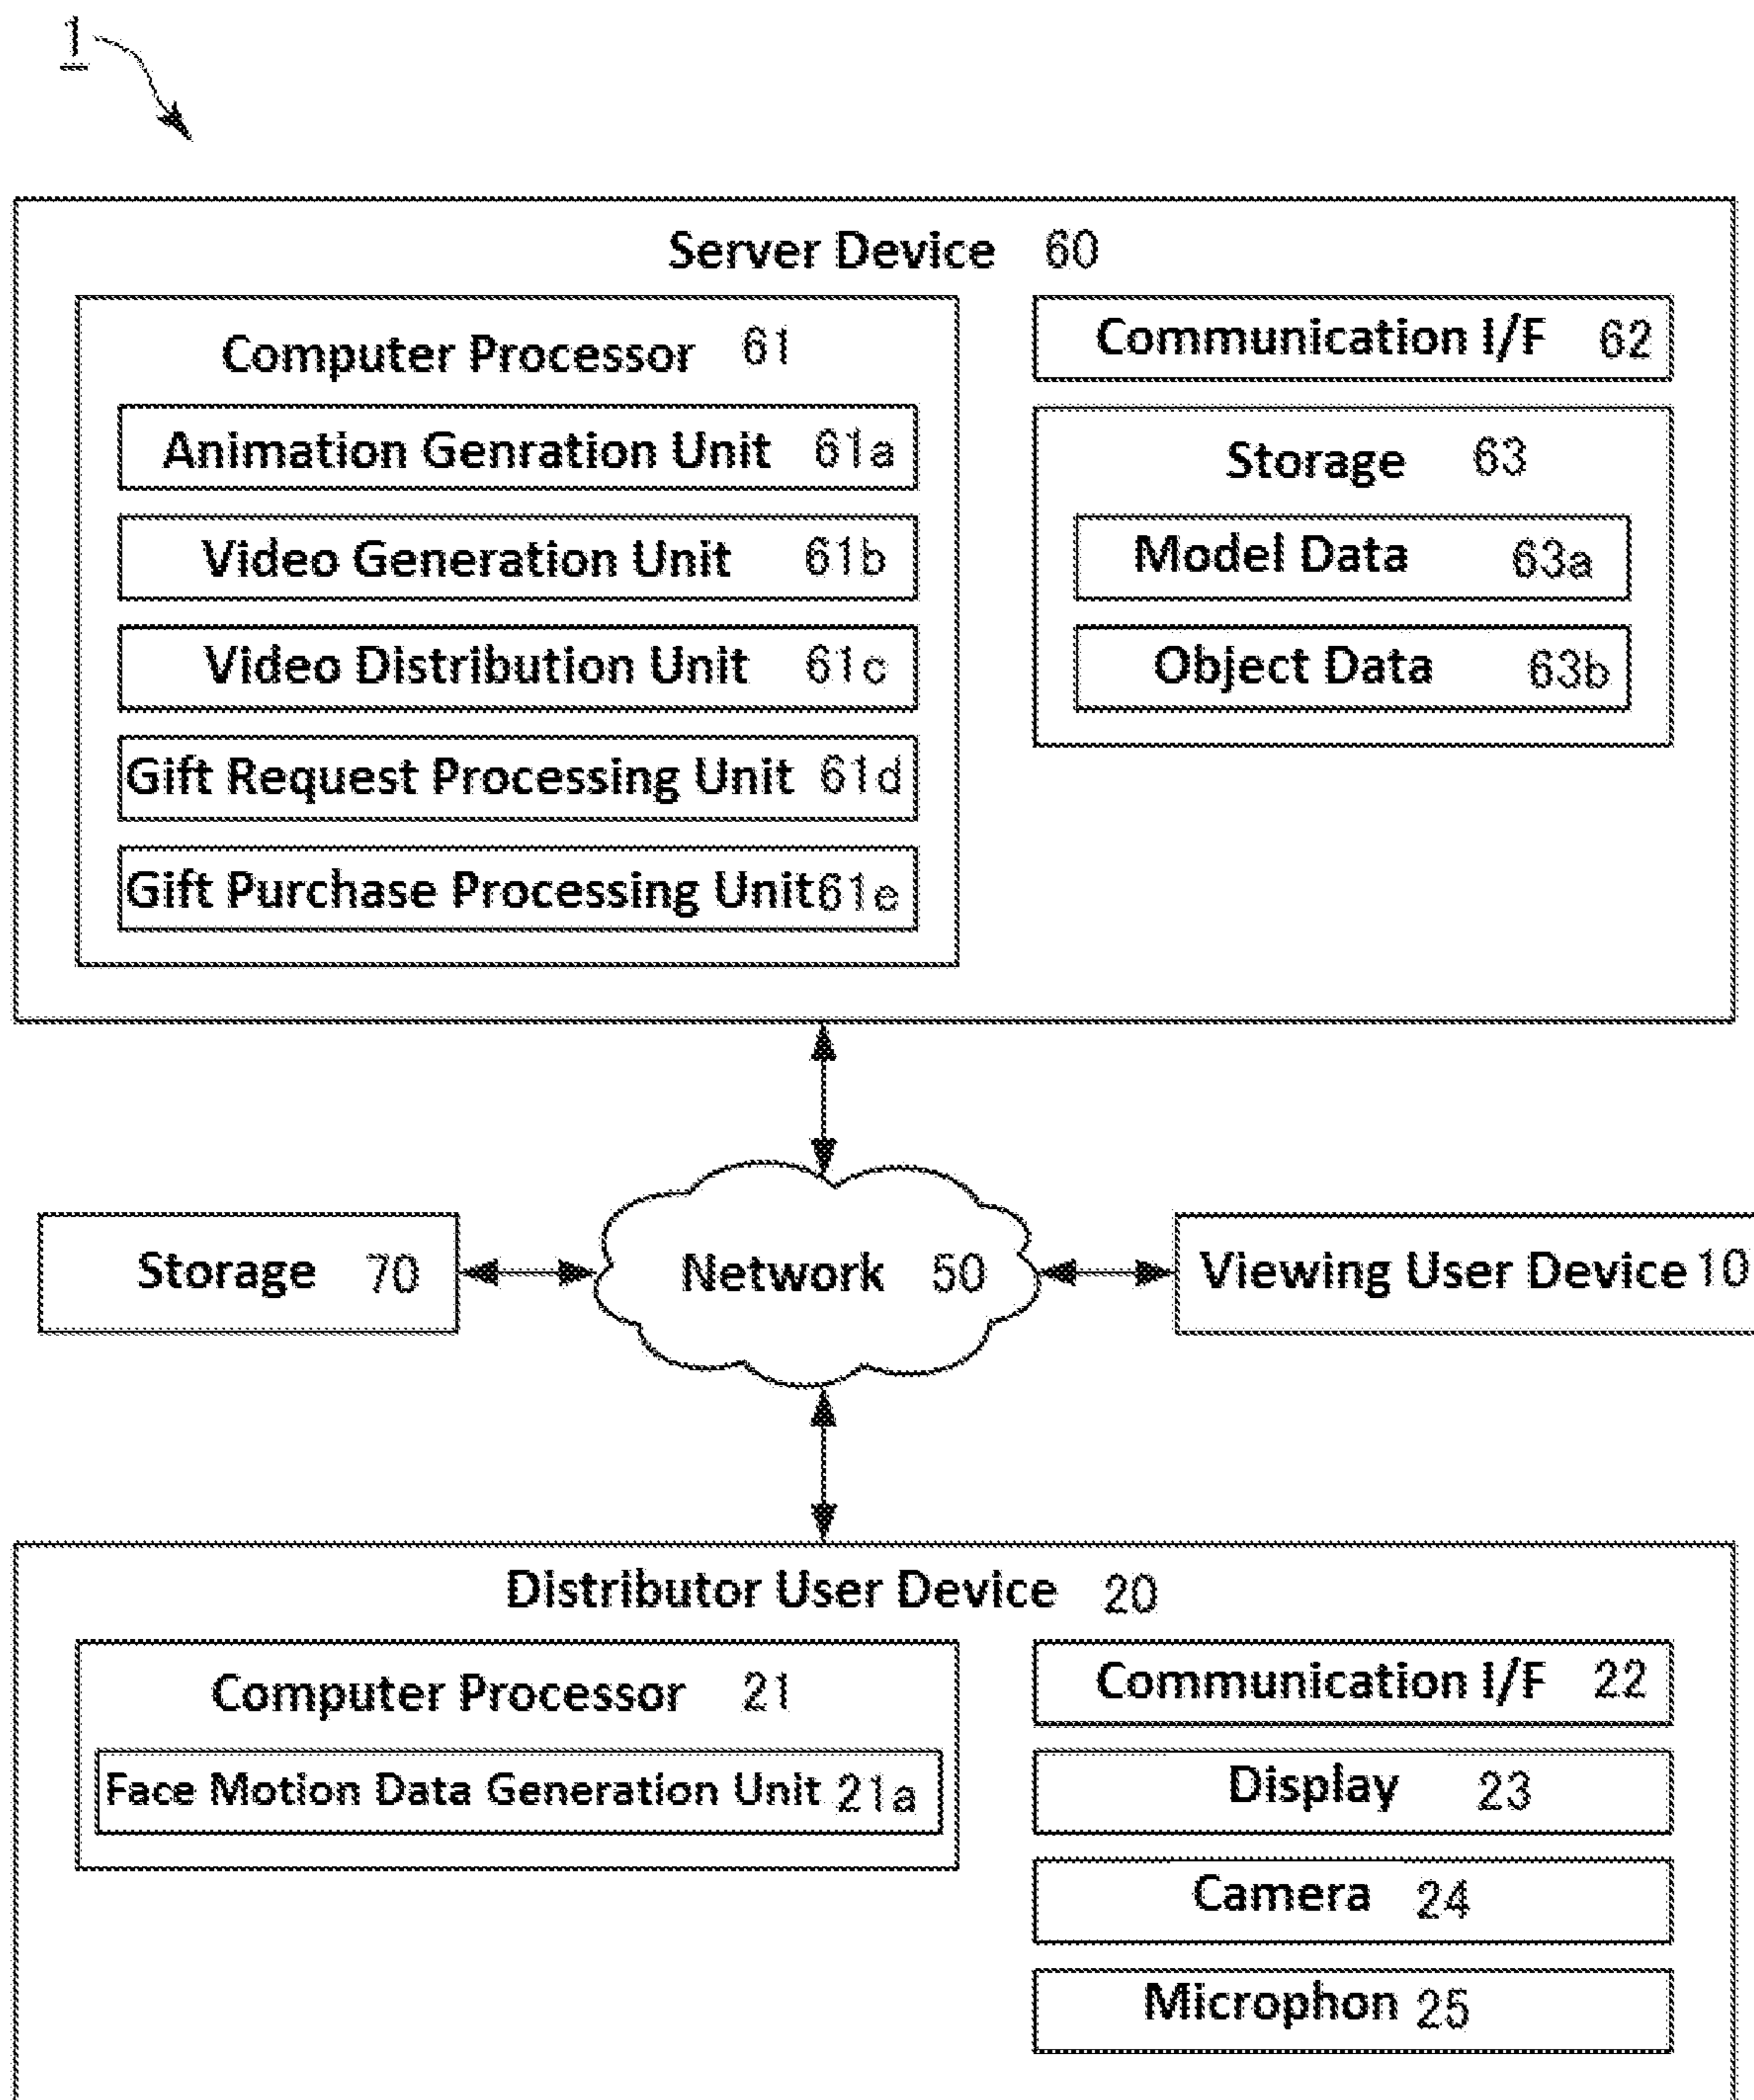 1
Server Device 60
Computer Processor 61
Animation Genration Unit 61a
Video Generation Unit 61b
Video Distribution Unit 61c
Gift Request Processing Unit 61d
Gift Purchase Processing Unit 61e
Communication I/F 62
Storage 63
Model Data 63a
Object Data 63b
Storage 70
Network 50
Viewing User Device 10
Distributor User Device 20
Computer Processor 21
Face Motion Data Generation Unit 21a
Communication I/F 22
Display 23
Camera 24
Microphon 25